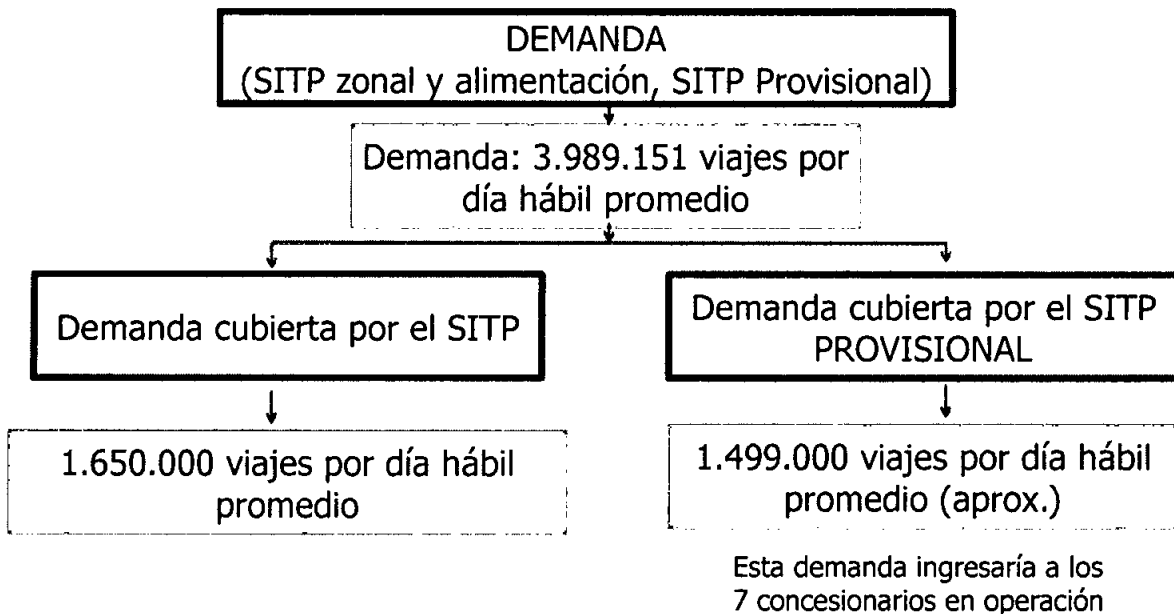 DEMANDA
(SITP zonal y alimentación, SITP Provisional)
Demanda: 3.989.151 viajes por
día hábil promedio
Demanda cubierta por el SITP
Demanda cubierta por el SITP
PROVISIONAL
1.650.000 viajes por día hábil
promedio
1.499.000 viajes por día hábil
promedio (aprox.)
Esta demanda ingresaría a los
7 concesionarios en operación